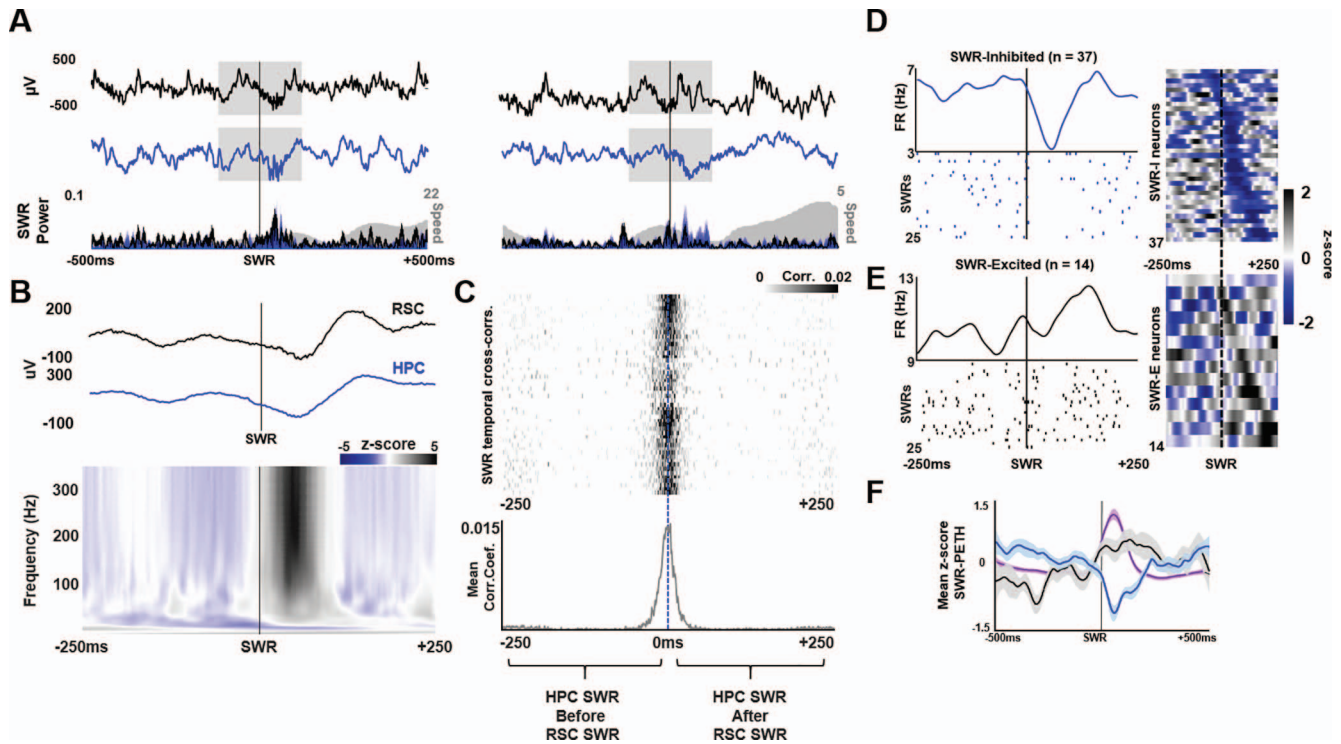 A
500
µV
-500
SWR
Power
0.1
22
Speed
-500ms
SWR
+500ms
5
Speed
B
200
RSC
-100
uV
300
HPC
-100
SWR
-5 z-score 5
Frequency (Hz)
300
200
100
-250ms
SWR
+250
C
Corr.
0 0.02
SWR temporal cross-corrs.
-250
+250
0.015
Mean
Corr.Coef.
-250
0ms
+250
HPC SWR
Before
RSC SWR
HPC SWR
After
RSC SWR
D
SWR-Inhibited (n = 37)
7
FR (Hz)
3
SWRs
25
SWR-I neurons
37
-250ms
+250
2
0
-2
z-score
E
SWR-Excited (n = 14)
13
FR (Hz)
9
SWRs
25
-250ms
SWR
+250
SWR-E neurons
14
SWR
F
1.5
Mean z-score
SWR-PETH
0
-1.5
-500ms
SWR
+500ms